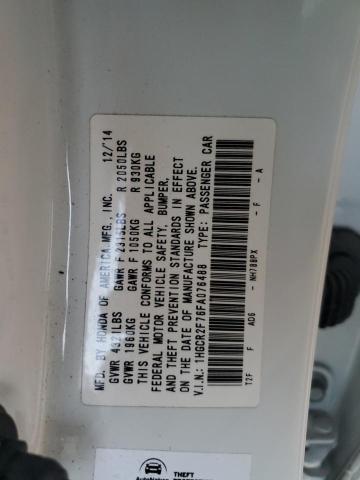 MFD. BY HONDA OF AMERICA MFG., INC. 12/14
GVWR 4321LBS GAWR F 2315LBS R 2050LBS
GVWR 1960KG GAWR F 1050KG R 930KG
THIS VEHICLE CONFORMS TO ALL APPLICABLE
FEDERAL MOTOR VEHICLE SAFETY, BUMPER,
AND THEFT PREVENTION STANDARDS IN EFFECT
ON THE DATE OF MANUFACTURE SHOWN ABOVE.
V.I.N.: 1HGCR2F76FA076488 TYPE: PASSENGER CAR
T2F F AD6 - NH788PX - F - A
THEFT